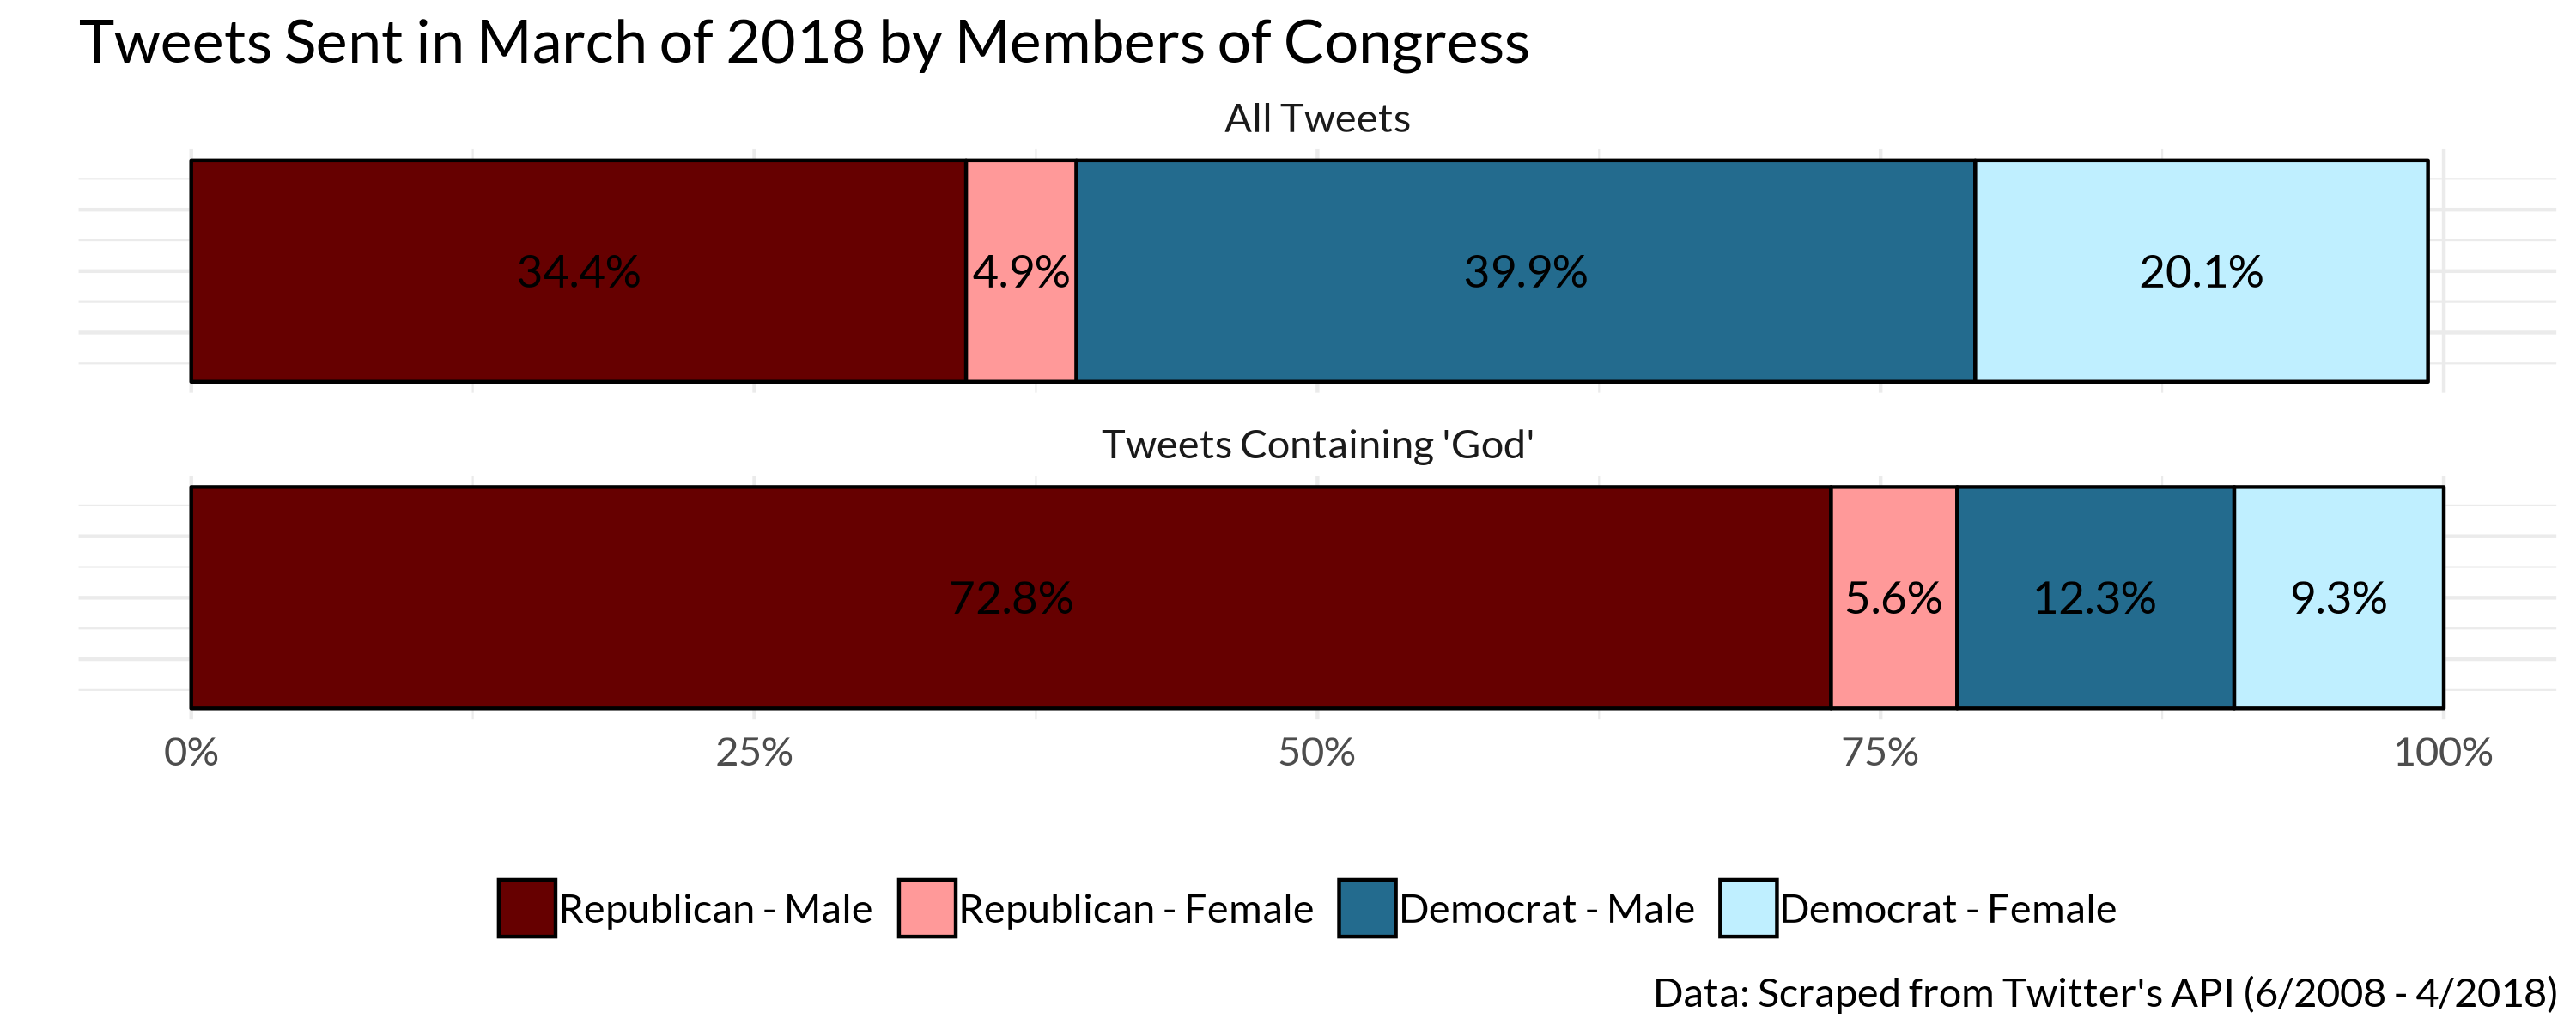 Tweets Sent in March of 2018 by Members of Congress
All Tweets
34.4% 4.9% 39.9% 20.1%
Tweets Containing 'God'
72.8% 5.6% 12.3% 9.3%
0% 25% 50% 75% 100%
Republican - Male Republican - Female Democrat - Male Democrat - Female
Data: Scraped from Twitter's API (6/2008 - 4/2018)